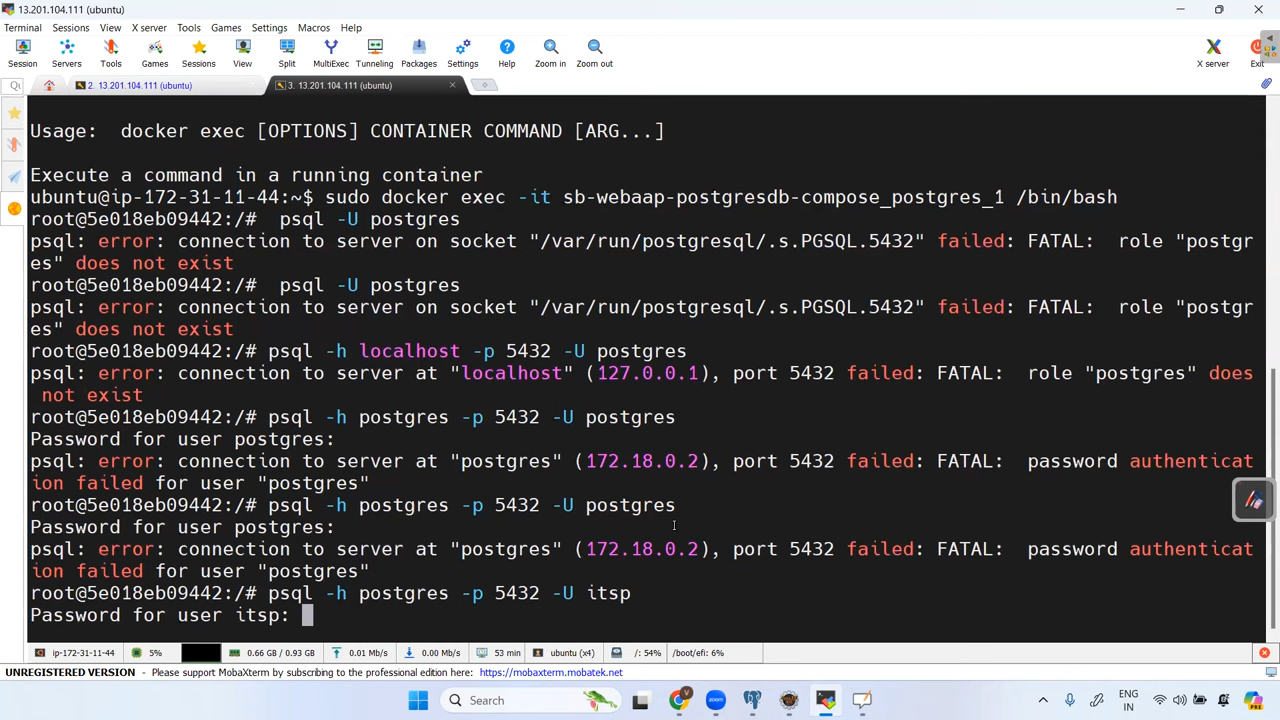 13.201.104.111 (ubuntu)
Terminal Sessions View X server Tools Games Settings Macros Help
Session Servers Tools Games Sessions View Split MultiExec Tunneling Packages Settings Help Zoom in Zoom out X server Exit
2. 13.201.104.111 (ubuntu) 3. 13.201.104.111 (ubuntu)
Usage:  docker exec [OPTIONS] CONTAINER COMMAND [ARG...]
Execute a command in a running container
ubuntu@ip-172-31-11-44:~$ sudo docker exec -it sb-webaap-postgresdb-compose_postgres_1 /bin/bash
root@5e018eb09442:/#  psql -U postgres
psql: error: connection to server on socket "/var/run/postgresql/.s.PGSQL.5432" failed: FATAL:  role "postgr
es" does not exist
root@5e018eb09442:/#  psql -U postgres
psql: error: connection to server on socket "/var/run/postgresql/.s.PGSQL.5432" failed: FATAL:  role "postgr
es" does not exist
root@5e018eb09442:/# psql -h localhost -p 5432 -U postgres
psql: error: connection to server at "localhost" (127.0.0.1), port 5432 failed: FATAL:  role "postgres" does
 not exist
root@5e018eb09442:/# psql -h postgres -p 5432 -U postgres
Password for user postgres:
psql: error: connection to server at "postgres" (172.18.0.2), port 5432 failed: FATAL:  password authenticat
ion failed for user "postgres"
root@5e018eb09442:/# psql -h postgres -p 5432 -U postgres
Password for user postgres:
psql: error: connection to server at "postgres" (172.18.0.2), port 5432 failed: FATAL:  password authenticat
ion failed for user "postgres"
root@5e018eb09442:/# psql -h postgres -p 5432 -U itsp
Password for user itsp:
ip-172-31-11-44 5% 0.66 GB / 0.93 GB 0.01 Mb/s 0.00 Mb/s 53 min ubuntu (x4) /: 54% /boot/efi: 6%
UNREGISTERED VERSION - Please support MobaXterm by subscribing to the professional edition here: https://mobaxterm.mobatek.net
Search ENG
IN